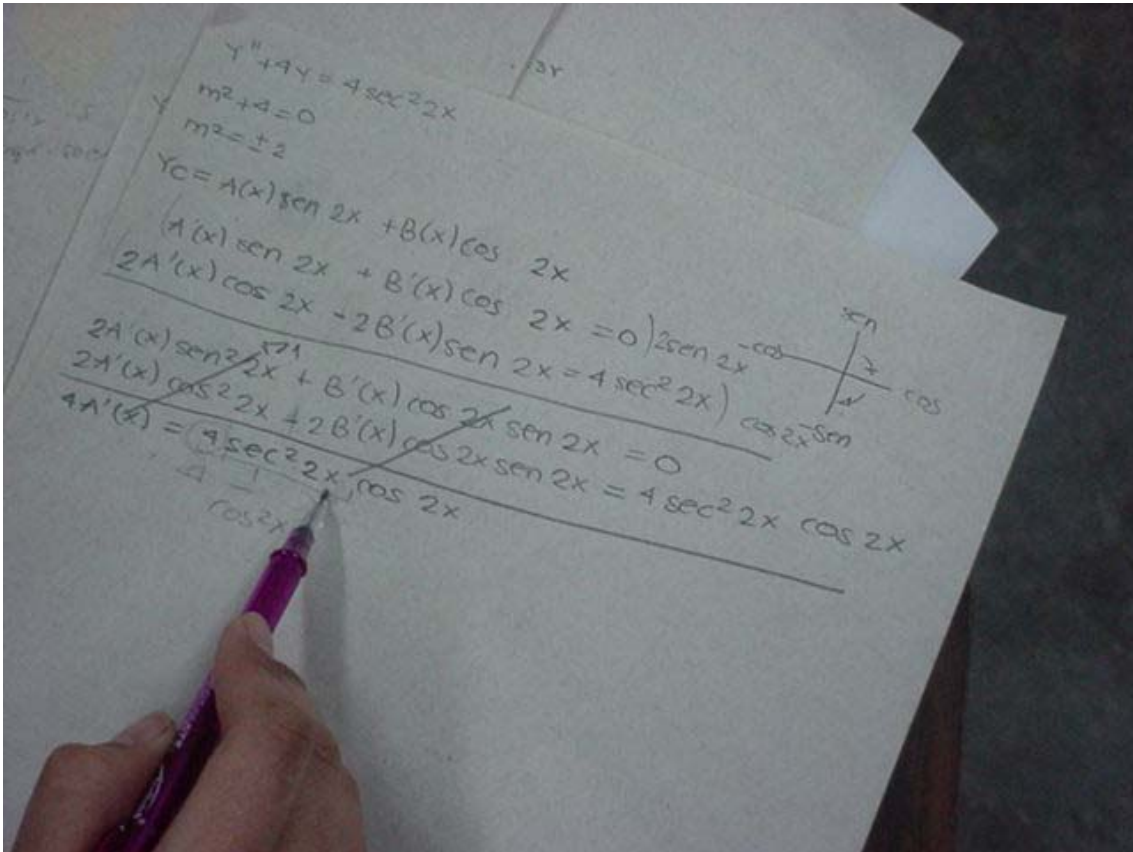 Y''+4Y = 4 sec² 2x
m²+4=0
m²=±2
Yc = A(x) sen 2x + B(x) cos 2x
(A'(x) sen 2x + B'(x) cos 2x = 0) 2sen 2x
2A'(x) cos 2x - 2B'(x) sen 2x = 4 sec² 2x) cos 2x
2A'(x) sen² 2x + B'(x) cos 2x sen 2x = 0
2A'(x) cos² 2x + 2B'(x) cos 2x sen 2x = 4 sec² 2x cos 2x
4A'(x) = 4 sec² 2x cos 2x
4 1
cos²x
sen
-cos
cos
-sen